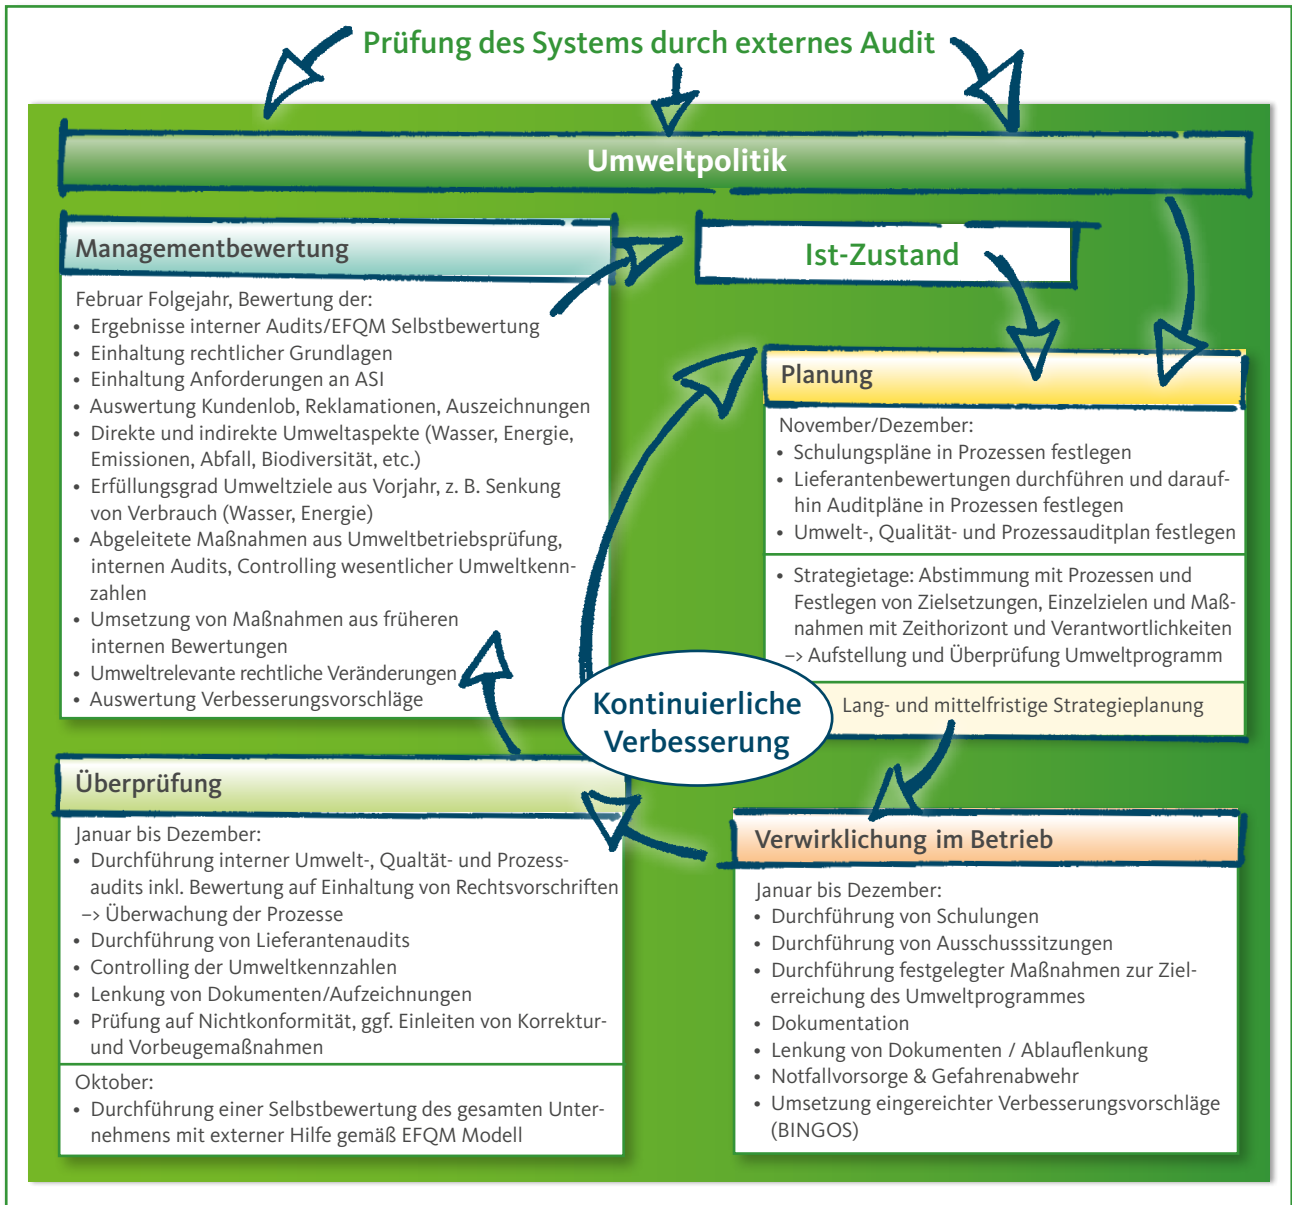 Prüfung des Systems durch externes Audit
Umweltpolitik
Managementbewertung
Februar Folgejahr, Bewertung der:
• Ergebnisse interner Audits/EFQM Selbstbewertung
• Einhaltung rechtlicher Grundlagen
• Einhaltung Anforderungen an ASI
• Auswertung Kundenlob, Reklamationen, Auszeichnungen
• Direkte und indirekte Umweltaspekte (Wasser, Energie,
Emissionen, Abfall, Biodiversität, etc.)
• Erfüllungsgrad Umweltziele aus Vorjahr, z. B. Senkung
von Verbrauch (Wasser, Energie)
• Abgeleitete Maßnahmen aus Umweltbetriebsprüfung,
internen Audits, Controlling wesentlicher Umweltkenn-
zahlen
• Umsetzung von Maßnahmen aus früheren
internen Bewertungen
• Umweltrelevante rechtliche Veränderungen
• Auswertung Verbesserungsvorschläge
Ist-Zustand
Planung
November/Dezember:
• Schulungspläne in Prozessen festlegen
• Lieferantenbewertungen durchführen und darauf-
hin Auditpläne in Prozessen festlegen
• Umwelt-, Qualität- und Prozessauditplan festlegen
• Strategietage: Abstimmung mit Prozessen und
Festlegen von Zielsetzungen, Einzelzielen und Maß-
nahmen mit Zeithorizont und Verantwortlichkeiten
–> Aufstellung und Überprüfung Umweltprogramm
Lang- und mittelfristige Strategieplanung
Kontinuierliche
Verbesserung
Überprüfung
Januar bis Dezember:
• Durchführung interner Umwelt-, Qualtät- und Prozess-
audits inkl. Bewertung auf Einhaltung von Rechtsvorschriften
–> Überwachung der Prozesse
• Durchführung von Lieferantenaudits
• Controlling der Umweltkennzahlen
• Lenkung von Dokumenten/Aufzeichnungen
• Prüfung auf Nichtkonformität, ggf. Einleiten von Korrektur-
und Vorbeugemaßnahmen
Oktober:
• Durchführung einer Selbstbewertung des gesamten Unter-
nehmens mit externer Hilfe gemäß EFQM Modell
Verwirklichung im Betrieb
Januar bis Dezember:
• Durchführung von Schulungen
• Durchführung von Ausschusssitzungen
• Durchführung festgelegter Maßnahmen zur Ziel-
erreichung des Umweltprogrammes
• Dokumentation
• Lenkung von Dokumenten / Ablauflenkung
• Notfallvorsorge & Gefahrenabwehr
• Umsetzung eingereichter Verbesserungsvorschläge
(BINGOS)